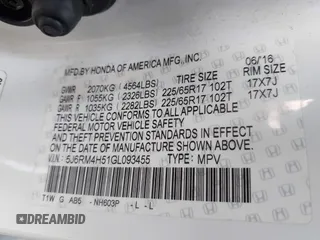 MFD.BY HONDA OF AMERICA MFG., INC. 06/16
GVWR 2070KG (4564LBS) TIRE SIZE RIM SIZE
GAWR F 1055KG (2326LBS) 225/65R17 102T 17X7J
GAWR R 1035KG (2282LBS) 225/65R17 102T 17X7J
THIS VEHICLE CONFORMS TO ALL APPLICABLE
FEDERAL MOTOR VEHICLE SAFETY, BUMPER,
AND THEFT PREVENTION STANDARDS IN EFFECT
ON THE DATE OF MANUFACTURE SHOWN ABOVE.
V.I.N: 5J6RM4H51GL093455 TYPE: MPV
T1W G AB5 - NH603P -L -L
DREAMBID
DREAMBID